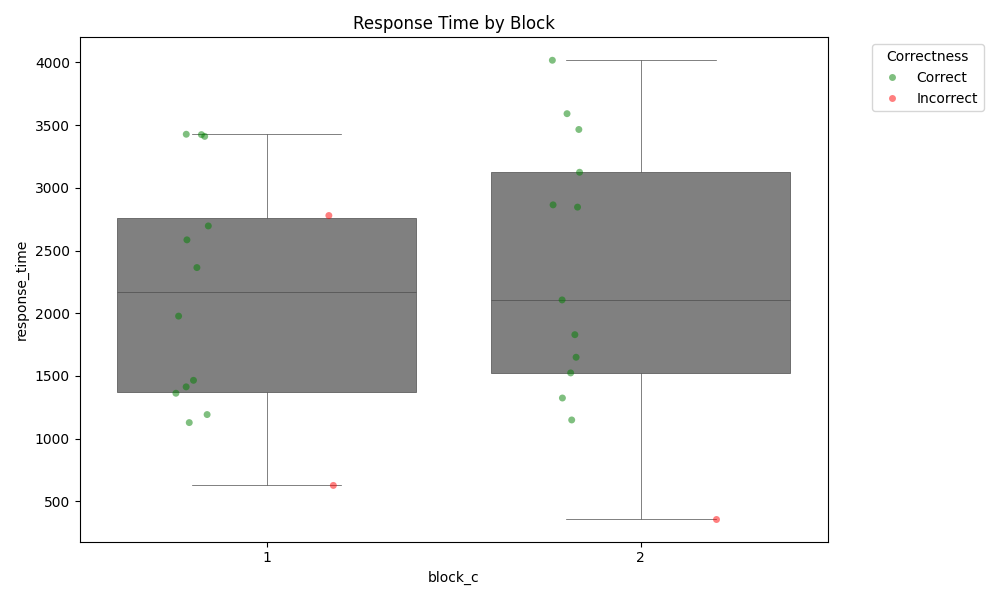 Response Time by Block
Correctness
Correct
Incorrect
response_time
4000
3500
3000
2500
2000
1500
1000
500
1
2
block_c